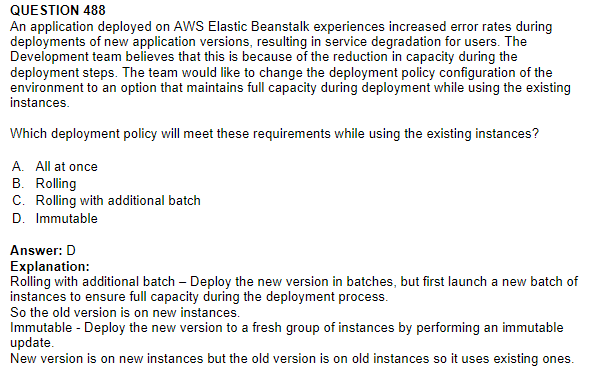 QUESTION 488
An application deployed on AWS Elastic Beanstalk experiences increased error rates during
deployments of new application versions, resulting in service degradation for users. The
Development team believes that this is because of the reduction in capacity during the
deployment steps. The team would like to change the deployment policy configuration of the
environment to an option that maintains full capacity during deployment while using the existing
instances.
Which deployment policy will meet these requirements while using the existing instances?
A. All at once
B. Rolling
C. Rolling with additional batch
D. Immutable
Answer: D
Explanation:
Rolling with additional batch – Deploy the new version in batches, but first launch a new batch of
instances to ensure full capacity during the deployment process.
So the old version is on new instances.
Immutable - Deploy the new version to a fresh group of instances by performing an immutable
update.
New version is on new instances but the old version is on old instances so it uses existing ones.